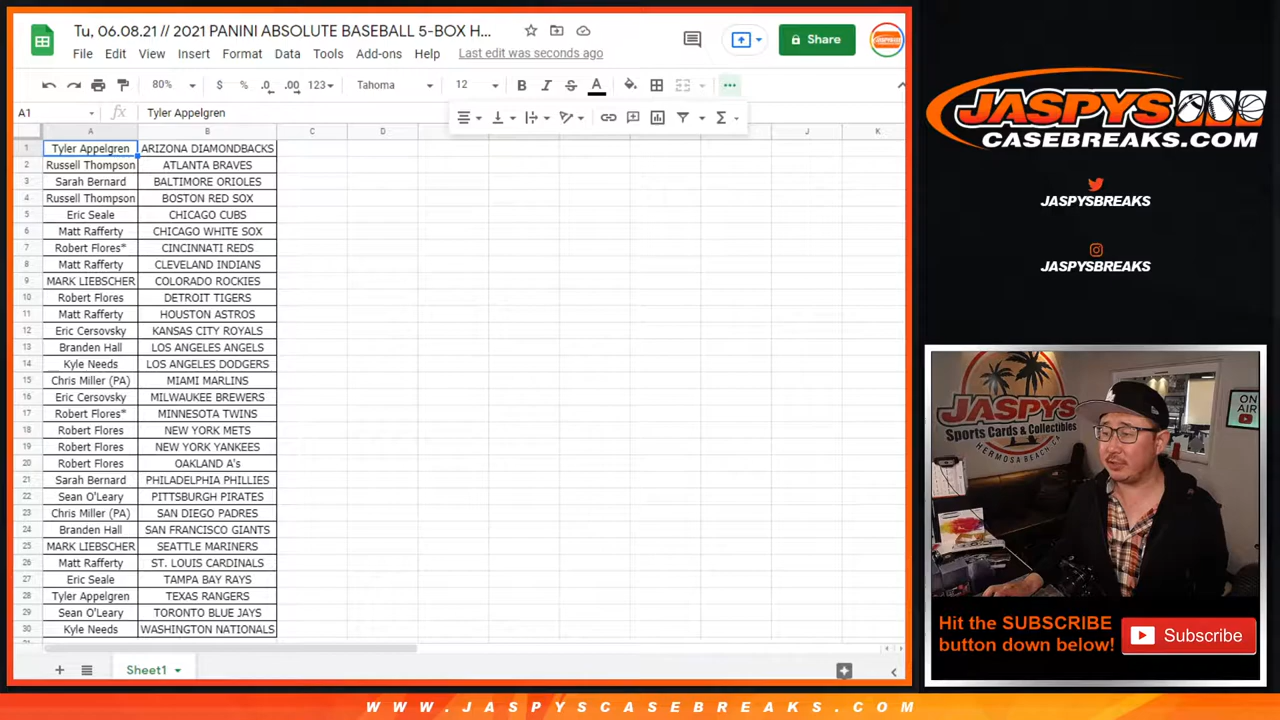 Tu, 06.08.21 // 2021 PANINI ABSOLUTE BASEBALL 5-BOX H...
File Edit View Insert Format Data Tools Add-ons Help Last edit was seconds ago
Share
80% $ % .0 .00 123 Tahoma 12 B I S A
A1 fx Tyler Appelgren
A B C D J K
1 Tyler Appelgren ARIZONA DIAMONDBACKS
2 Russell Thompson ATLANTA BRAVES
3 Sarah Bernard BALTIMORE ORIOLES
4 Russell Thompson BOSTON RED SOX
5 Eric Seale CHICAGO CUBS
6 Matt Rafferty CHICAGO WHITE SOX
7 Robert Flores* CINCINNATI REDS
8 Matt Rafferty CLEVELAND INDIANS
9 MARK LIEBSCHER COLORADO ROCKIES
10 Robert Flores DETROIT TIGERS
11 Matt Rafferty HOUSTON ASTROS
12 Eric Cersovsky KANSAS CITY ROYALS
13 Branden Hall LOS ANGELES ANGELS
14 Kyle Needs LOS ANGELES DODGERS
15 Chris Miller (PA) MIAMI MARLINS
16 Eric Cersovsky MILWAUKEE BREWERS
17 Robert Flores* MINNESOTA TWINS
18 Robert Flores NEW YORK METS
19 Robert Flores NEW YORK YANKEES
20 Robert Flores OAKLAND A's
21 Sarah Bernard PHILADELPHIA PHILLIES
22 Sean O'Leary PITTSBURGH PIRATES
23 Chris Miller (PA) SAN DIEGO PADRES
24 Branden Hall SAN FRANCISCO GIANTS
25 MARK LIEBSCHER SEATTLE MARINERS
26 Matt Rafferty ST. LOUIS CARDINALS
27 Eric Seale TAMPA BAY RAYS
28 Tyler Appelgren TEXAS RANGERS
29 Sean O'Leary TORONTO BLUE JAYS
30 Kyle Needs WASHINGTON NATIONALS
Sheet1
JASPYS
CASEBREAKS.COM
JASPYSBREAKS
JASPYSBREAKS
JASPYS
Sports Cards & Collectibles
HERMOSA BEACH, CA
ON AIR
Hit the SUBSCRIBE
button down below!
Subscribe
WWW.JASPYSCASEBREAKS.COM